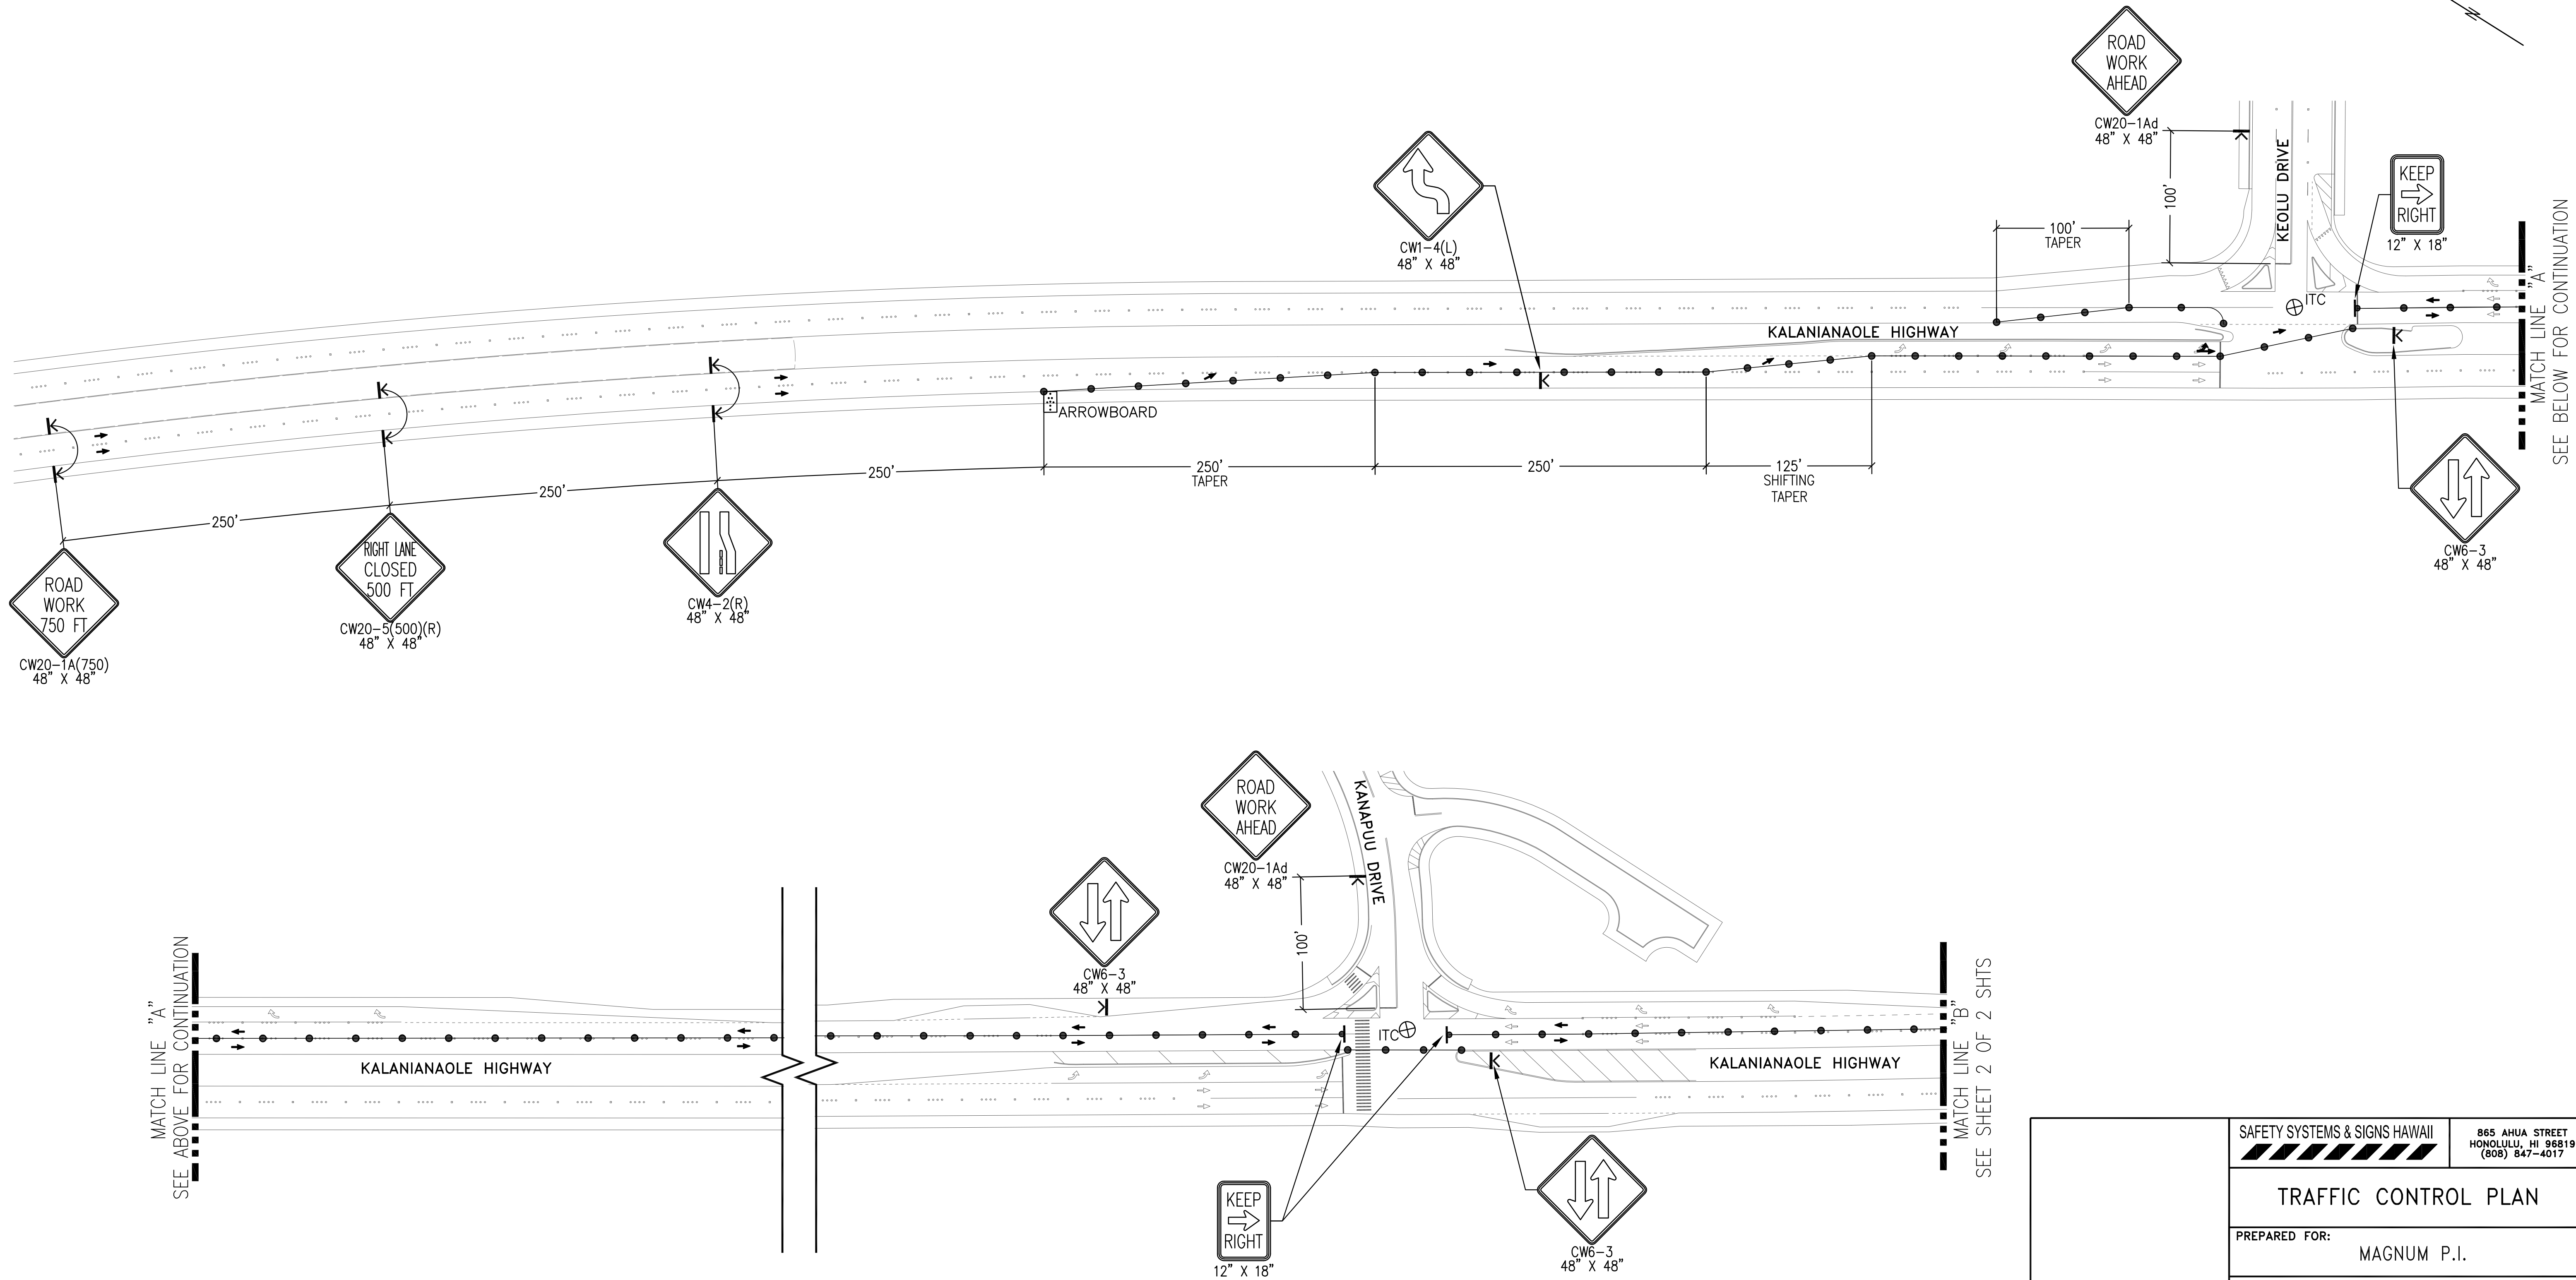 N
ROAD
WORK
AHEAD
CW20-1Ad
48" X 48"
100'
KEOLU DRIVE
KEEP
RIGHT
12" X 18"
CW1-4(L)
48" X 48"
100'
TAPER
ITC
KALANIANAOLE HIGHWAY
MATCH LINE "A"
SEE BELOW FOR CONTINUATION
ARROWBOARD
250'
250'
250'
250'
TAPER
250'
125'
SHIFTING
TAPER
ROAD
WORK
750 FT
CW20-1A(750)
48" X 48"
RIGHT LANE
CLOSED
500 FT
CW20-5(500)(R)
48" X 48"
CW4-2(R)
48" X 48"
CW6-3
48" X 48"
ROAD
WORK
AHEAD
CW20-1Ad
48" X 48"
100'
KANAPUU DRIVE
CW6-3
48" X 48"
MATCH LINE "A"
SEE ABOVE FOR CONTINUATION
KALANIANAOLE HIGHWAY
ITC
KALANIANAOLE HIGHWAY
MATCH LINE "B"
SEE SHEET 2 OF 2 SHTS
KEEP
RIGHT
12" X 18"
CW6-3
48" X 48"
SAFETY SYSTEMS & SIGNS HAWAII
865 AHUA STREET
HONOLULU, HI 96819
(808) 847-4017
TRAFFIC CONTROL PLAN
PREPARED FOR:
MAGNUM P.I.